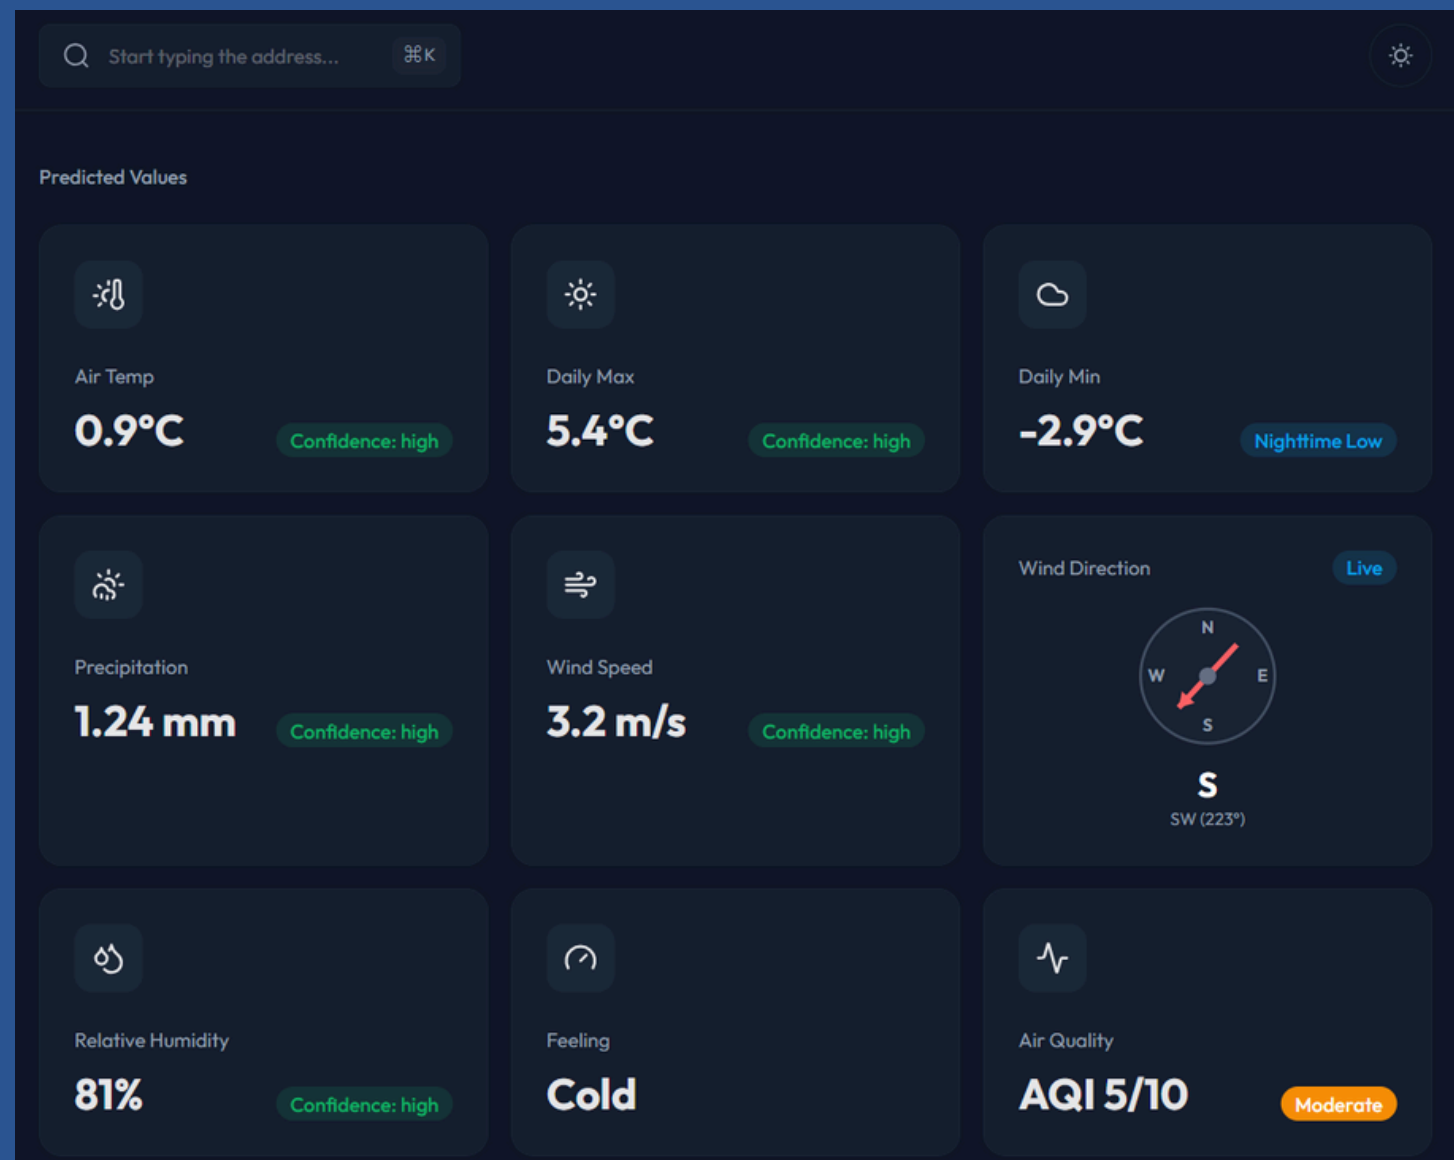 Start typing the address... ⌘K
Predicted Values
Air Temp
0.9°C
Confidence: high
Daily Max
5.4°C
Confidence: high
Daily Min
-2.9°C
Nighttime Low
Precipitation
1.24 mm
Confidence: high
Wind Speed
3.2 m/s
Confidence: high
Wind Direction
Live
N
W
E
S
S
SW (223°)
Relative Humidity
81%
Confidence: high
Feeling
Cold
Air Quality
AQI 5/10
Moderate